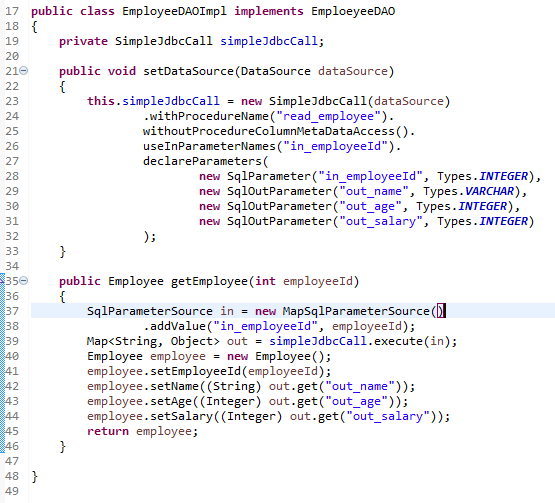 17 public class EmployeeDAOImpl implements EmploeyeeDAO
18 {
19     private SimpleJdbcCall simpleJdbcCall;
20
21     public void setDataSource(DataSource dataSource)
22     {
23         this.simpleJdbcCall = new SimpleJdbcCall(dataSource)
24                 .withProcedureName("read_employee").
25                 withoutProcedureColumnMetaDataAccess().
26                 useInParameterNames("in_employeeId").
27                 declareParameters(
28                         new SqlParameter("in_employeeId", Types.INTEGER),
29                         new SqlOutParameter("out_name", Types.VARCHAR),
30                         new SqlOutParameter("out_age", Types.INTEGER),
31                         new SqlOutParameter("out_salary", Types.INTEGER)
32                 );
33     }
34
35     public Employee getEmployee(int employeeId)
36     {
37         SqlParameterSource in = new MapSqlParameterSource()
38                 .addValue("in_employeeId", employeeId);
39         Map<String, Object> out = simpleJdbcCall.execute(in);
40         Employee employee = new Employee();
41         employee.setEmployeeId(employeeId);
42         employee.setName((String) out.get("out_name"));
43         employee.setAge((Integer) out.get("out_age"));
44         employee.setSalary((Integer) out.get("out_salary"));
45         return employee;
46     }
47
48 }
49